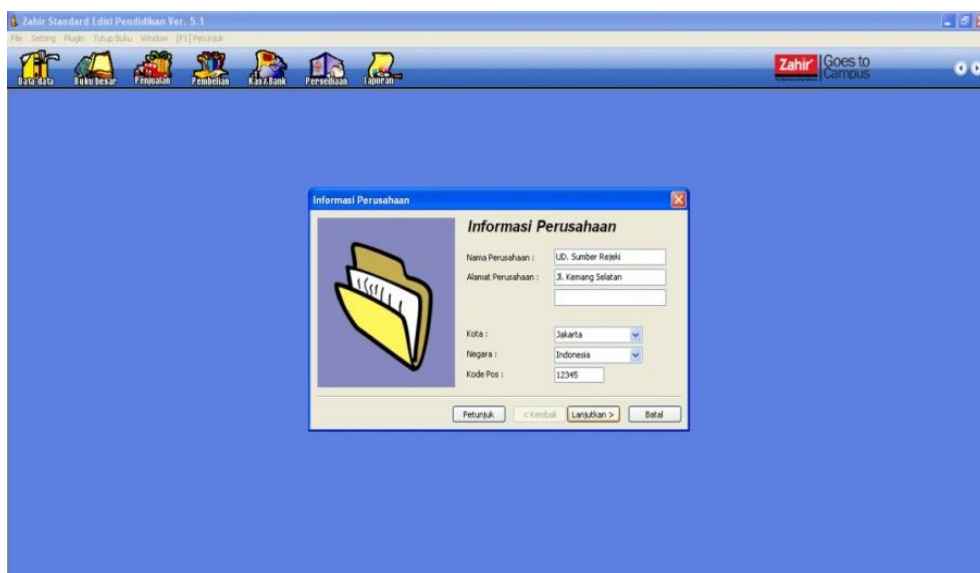 Zahir Standard Edisi Pendidikan Ver. 5.1
File Setting Plugin Tutup Buku Window [F1] Petunjuk
Data data Buku besar Penjualan Pembelian Kas & Bank Persediaan Laporan
Zahir Goes to
Campus
Informasi Perusahaan
Informasi Perusahaan
Nama Perusahaan : UD. Sumber Rejeki
Alamat Perusahaan : Jl. Kemang Selatan
Kota : Jakarta
Negara : Indonesia
Kode Pos : 12345
Petunjuk < Kembali Lanjutkan > Batal